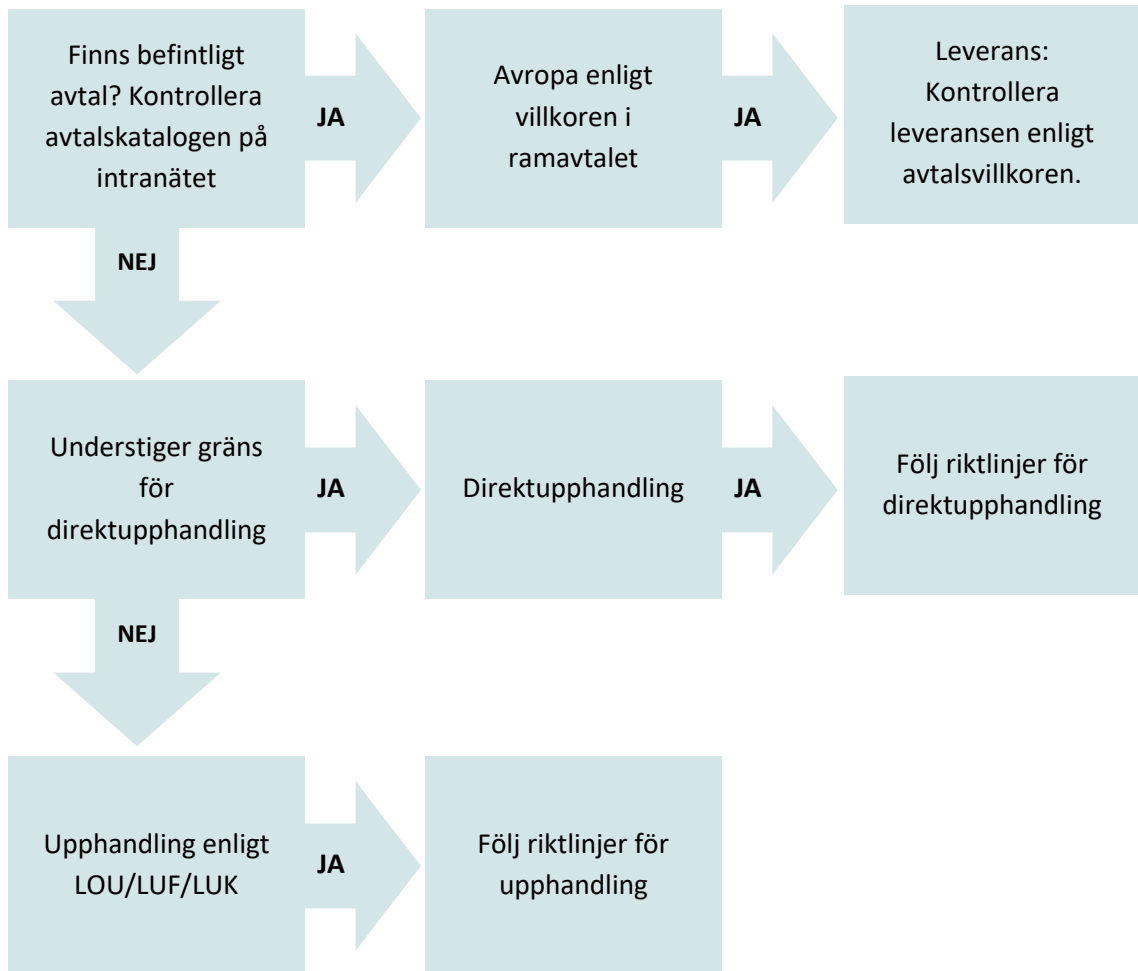 Finns befintligt
avtal? Kontrollera
avtalskatalogen på
intranätet
JA
Avropa enligt
villkoren i
ramavtalet
JA
Leverans:
Kontrollera
leveransen enligt
avtalsvillkoren.
NEJ
Understiger gräns
för
direktupphandling
JA
Direktupphandling
JA
Följ riktlinjer för
direktupphandling
NEJ
Upphandling enligt
LOU/LUF/LUK
JA
Följ riktlinjer för
upphandling